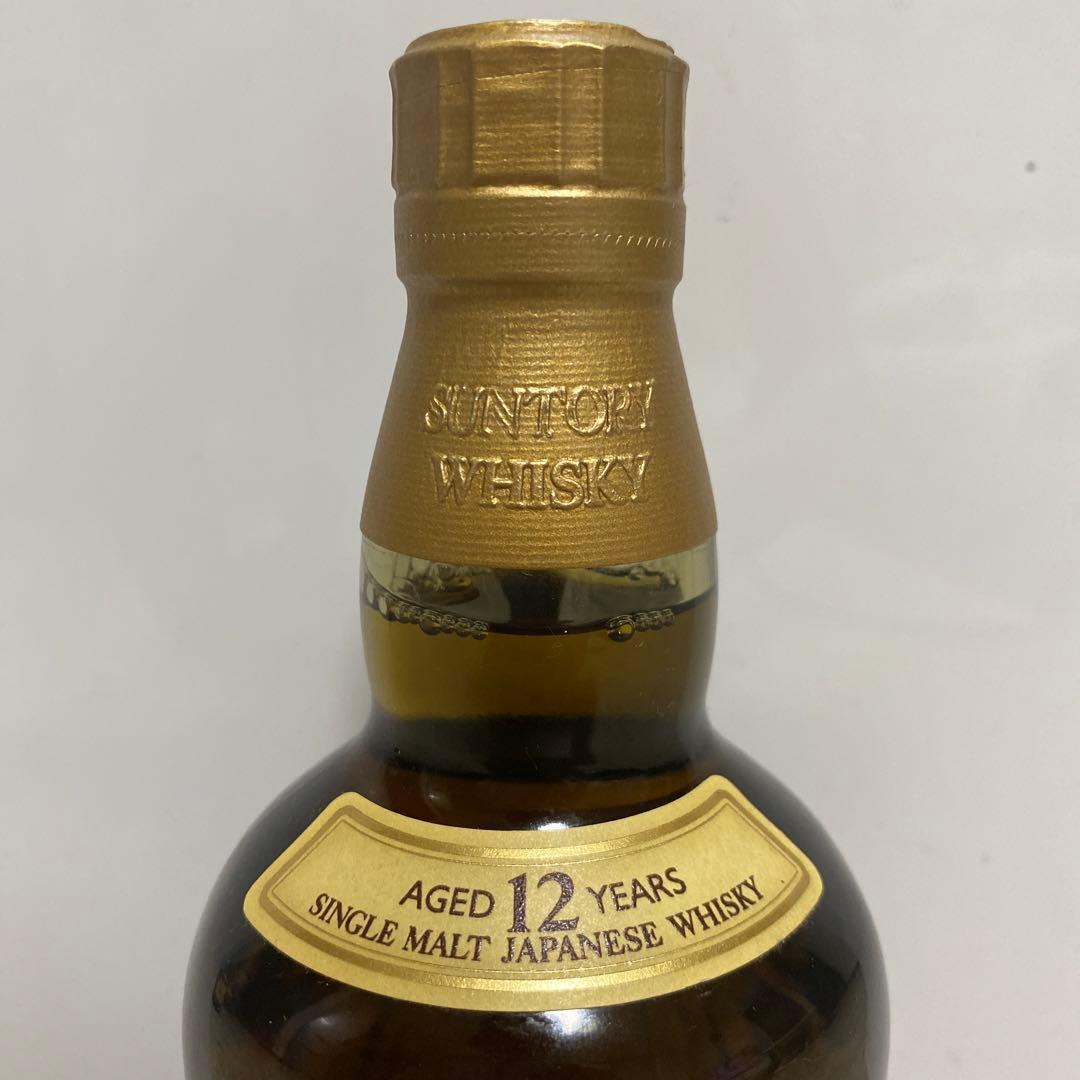 SUNTORY
WHISKY
AGED 12 YEARS
SINGLE MALT JAPANESE WHISKY